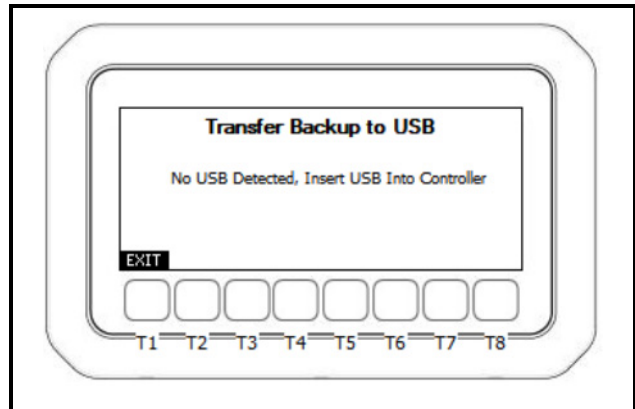 Transfer Backup to USB
No USB Detected, Insert USB Into Controller
EXIT
T1 T2 T3 T4 T5 T6 T7 T8